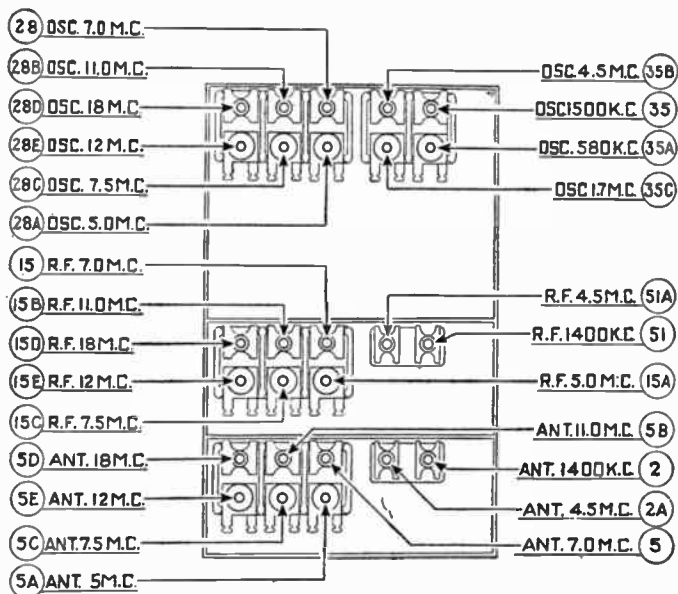 28 OSC. 7.0 M.C.
28B OSC. 11.0 M.C.
28D OSC. 18 M.C.
28E OSC. 12 M.C.
28C OSC. 7.5 M.C.
28A OSC. 5.0 M.C.
15 R.F. 7.0 M.C.
15B R.F. 11.0 M.C.
15D R.F. 18 M.C.
15E R.F. 12 M.C.
15C R.F. 7.5 M.C.
5D ANT. 18 M.C.
5E ANT. 12 M.C.
5C ANT. 7.5 M.C.
5A ANT. 5 M.C.
OSC. 4.5 M.C. 35B
OSC 1500 K.C. 35
OSC. 580 K.C. 35A
OSC 1.7 M.C. 35C
R.F. 4.5 M.C. 51A
R.F. 1400 K.C. 51
R.F. 5.0 M.C. 15A
ANT. 11.0 M.C. 5B
ANT. 1400 K.C. 2
ANT. 4.5 M.C. 2A
ANT. 7.0 M.C. 5